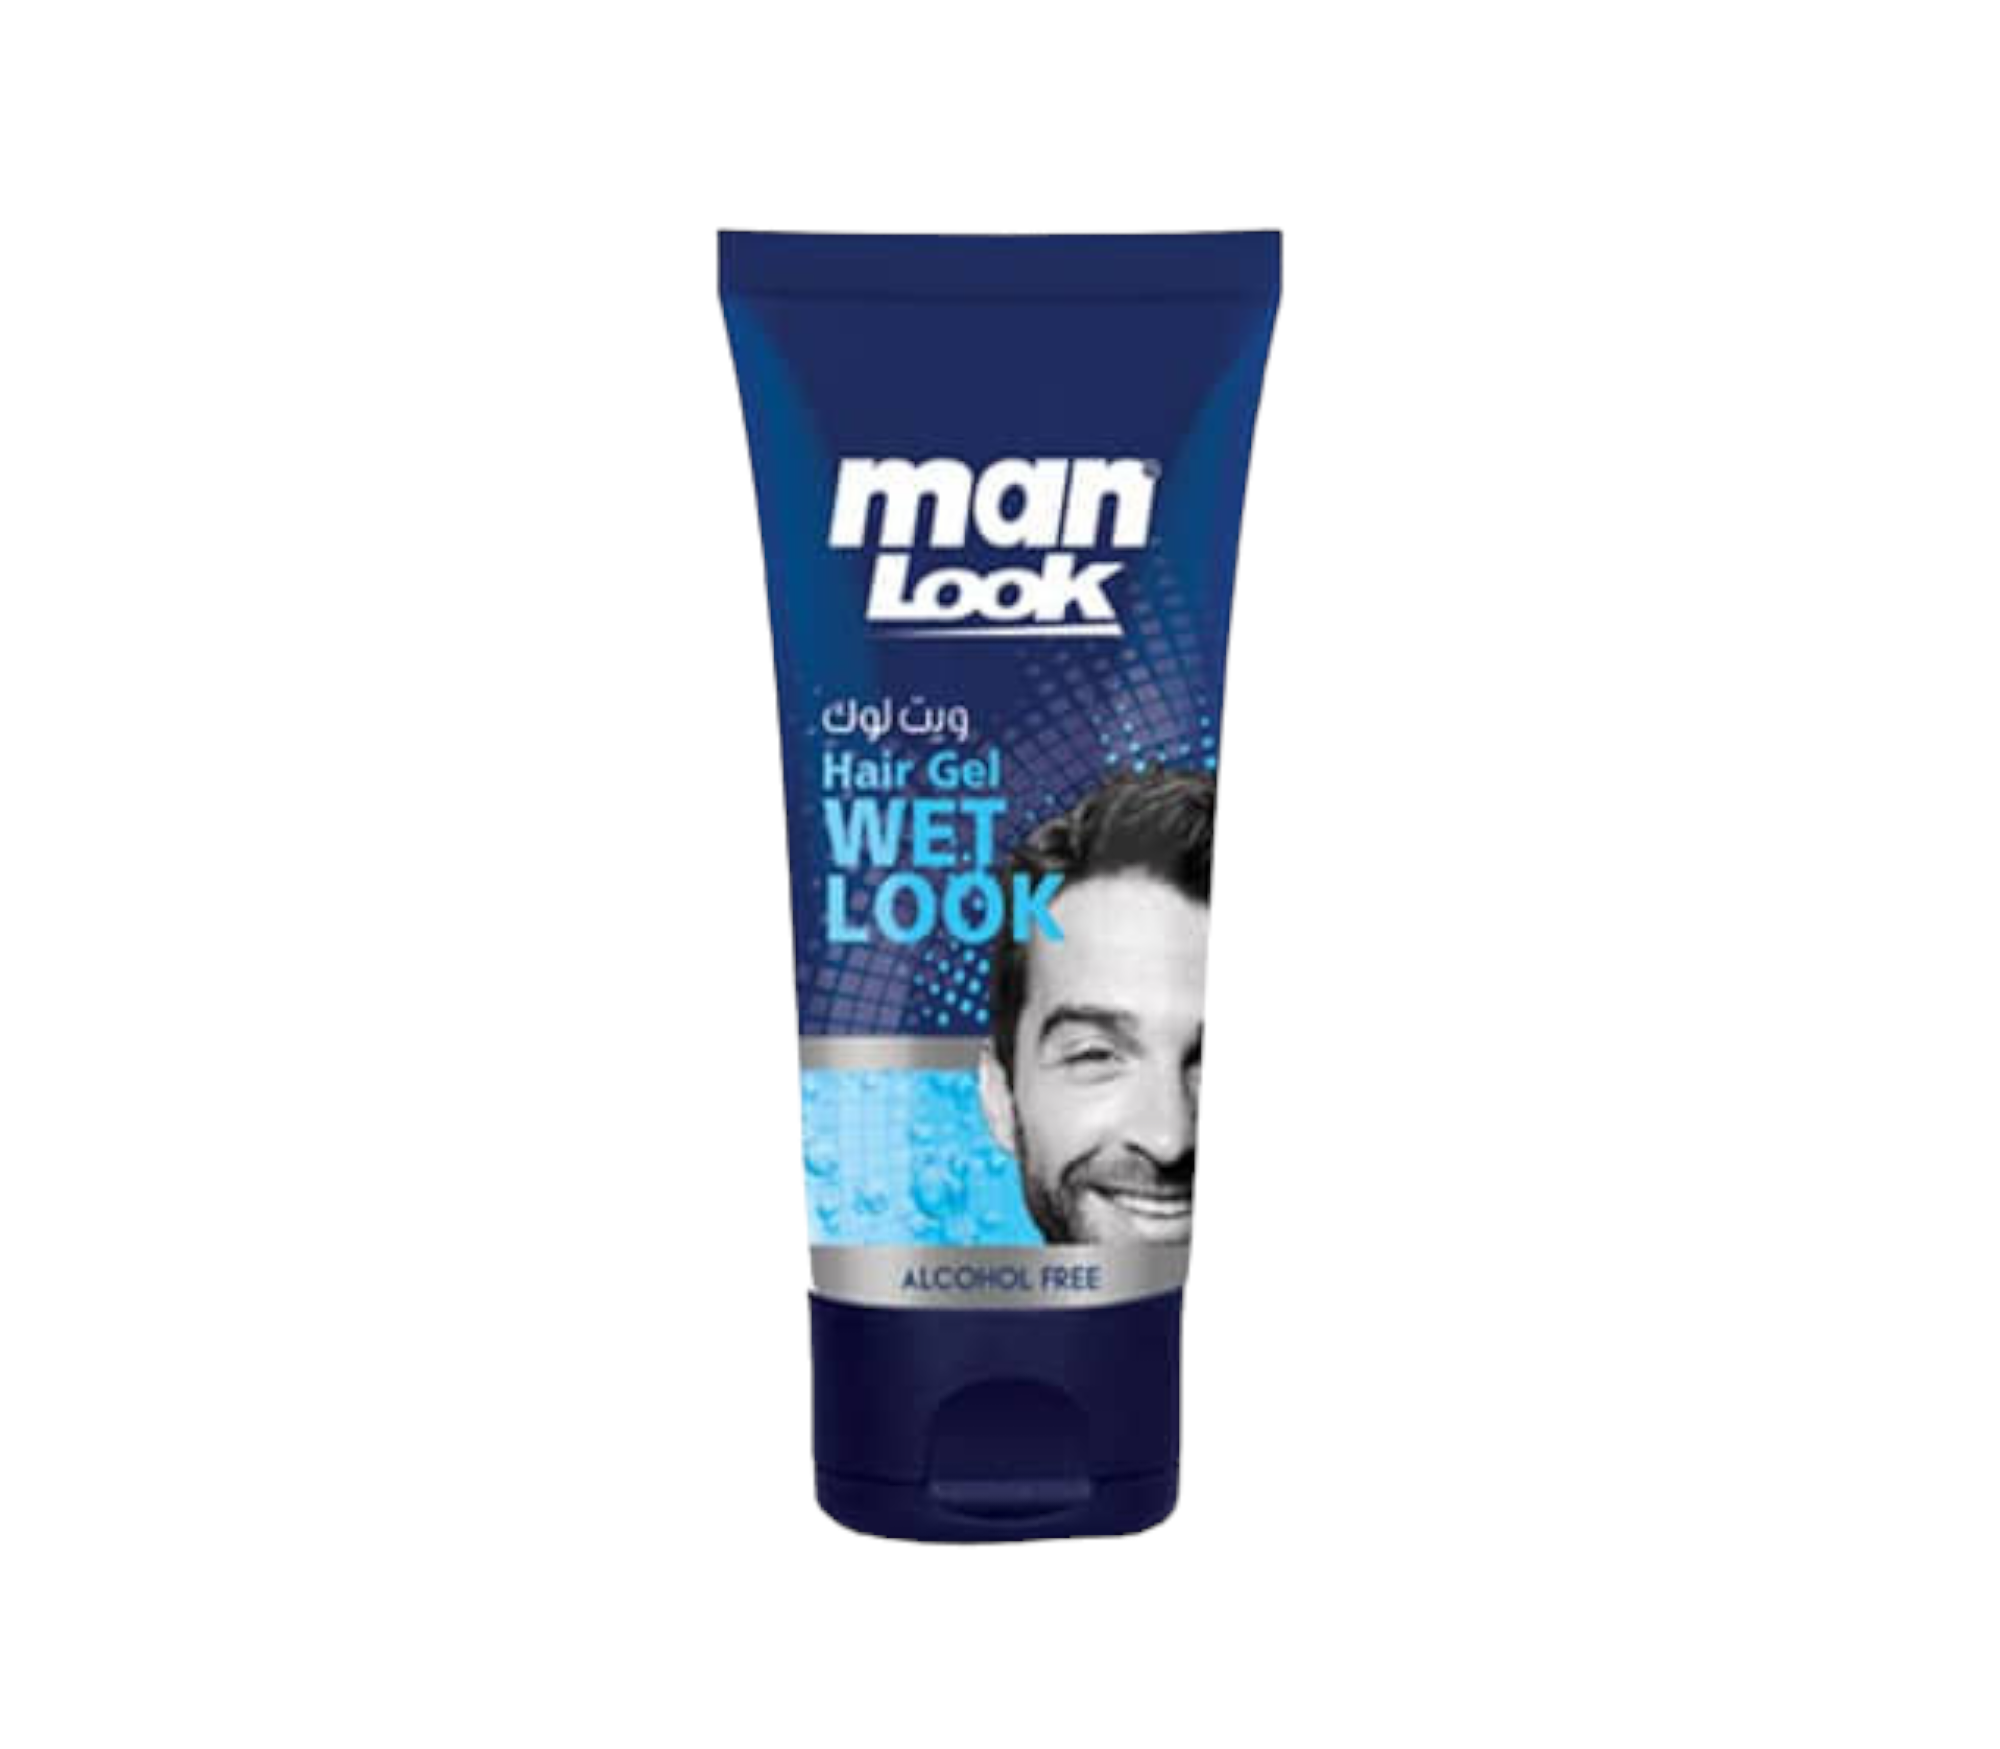 man
Look
ويت لوك
Hair Gel
WET
LOOK
ALCOHOL FREE